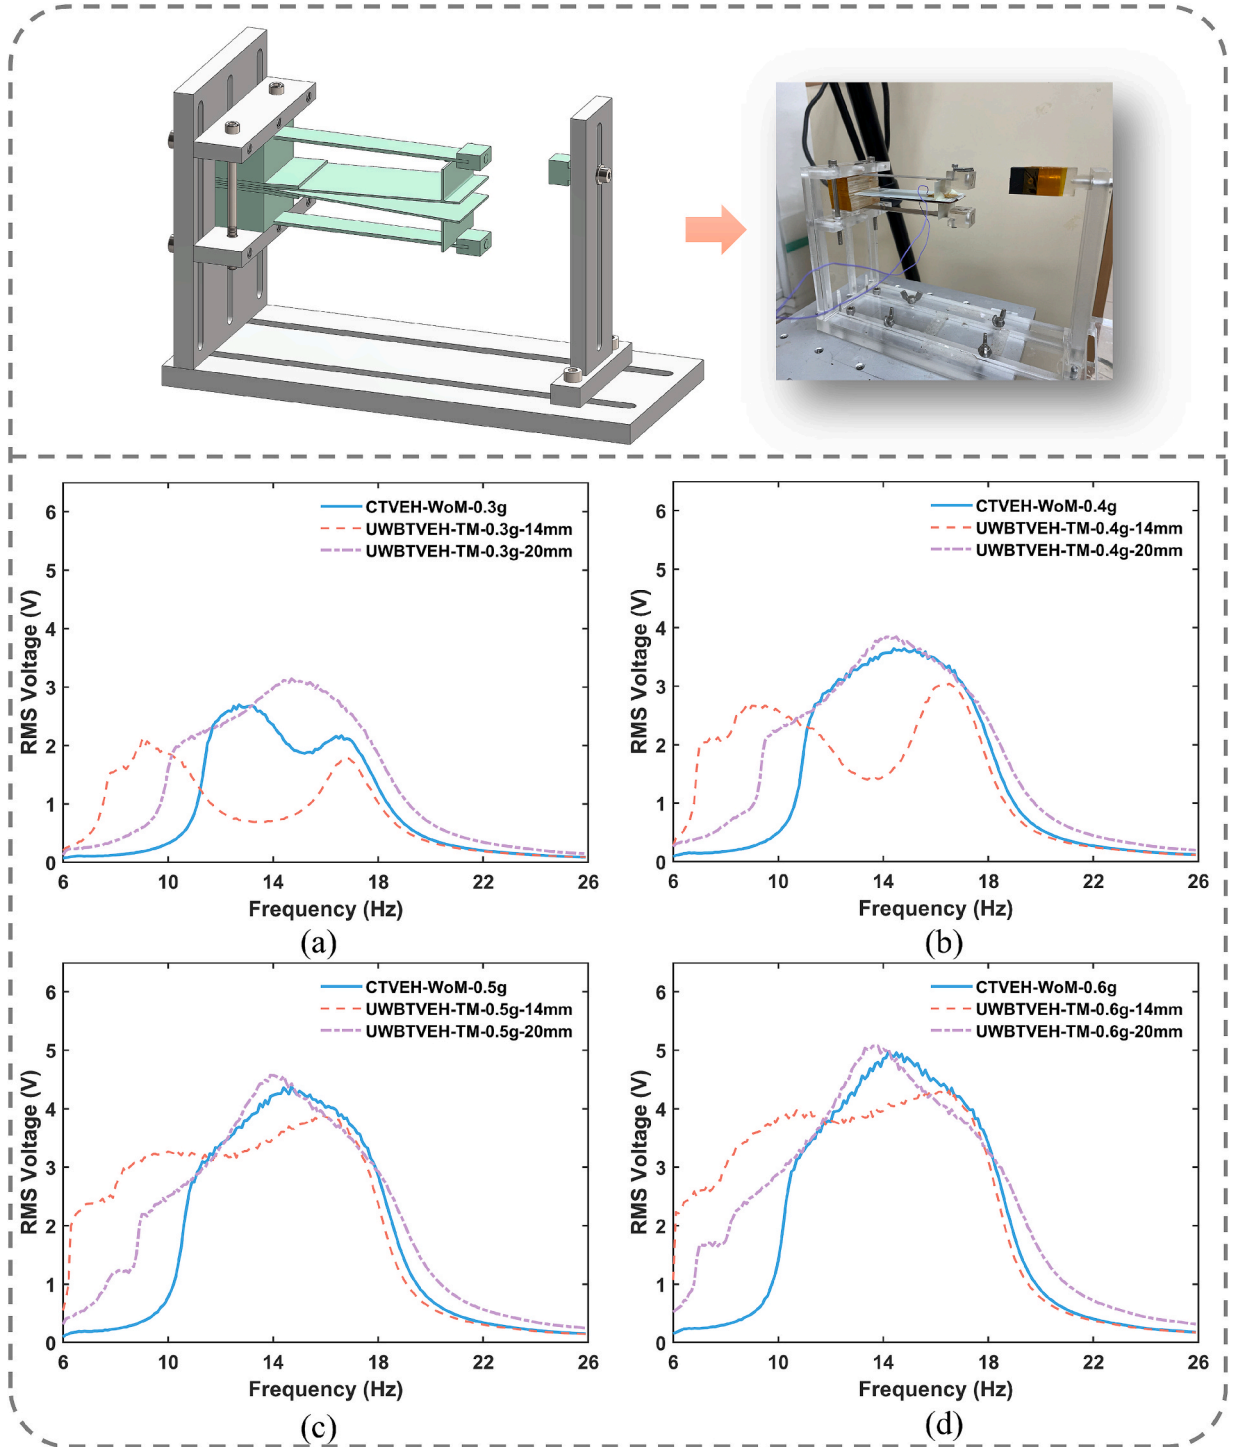 6
5
4
3
2
1
0
RMS Voltage (V)
CTVEH-WoM-0.3g
UWBTVEH-TM-0.3g-14mm
UWBTVEH-TM-0.3g-20mm
6 10 14 18 22 26
Frequency (Hz)
(a)
6
5
4
3
2
1
0
RMS Voltage (V)
CTVEH-WoM-0.4g
UWBTVEH-TM-0.4g-14mm
UWBTVEH-TM-0.4g-20mm
6 10 14 18 22 26
Frequency (Hz)
(b)
6
5
4
3
2
1
0
RMS Voltage (V)
CTVEH-WoM-0.5g
UWBTVEH-TM-0.5g-14mm
UWBTVEH-TM-0.5g-20mm
6 10 14 18 22 26
Frequency (Hz)
(c)
6
5
4
3
2
1
0
RMS Voltage (V)
CTVEH-WoM-0.6g
UWBTVEH-TM-0.6g-14mm
UWBTVEH-TM-0.6g-20mm
6 10 14 18 22 26
Frequency (Hz)
(d)